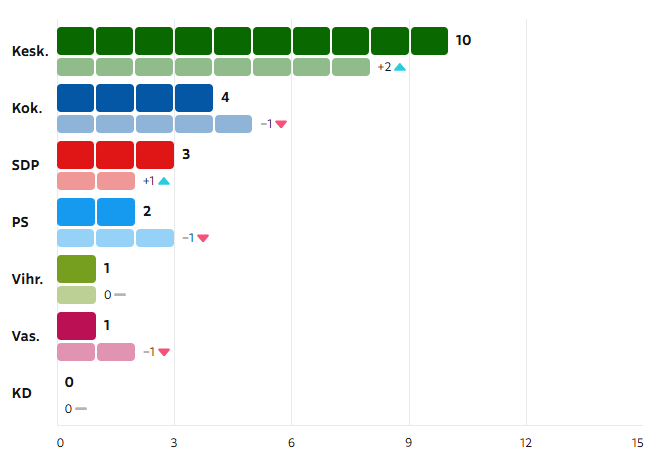 Kesk. 10
+2
Kok. 4
−1
SDP 3
+1
PS 2
−1
Vihr. 1
0
Vas. 1
−1
KD 0
0
0 3 6 9 12 15